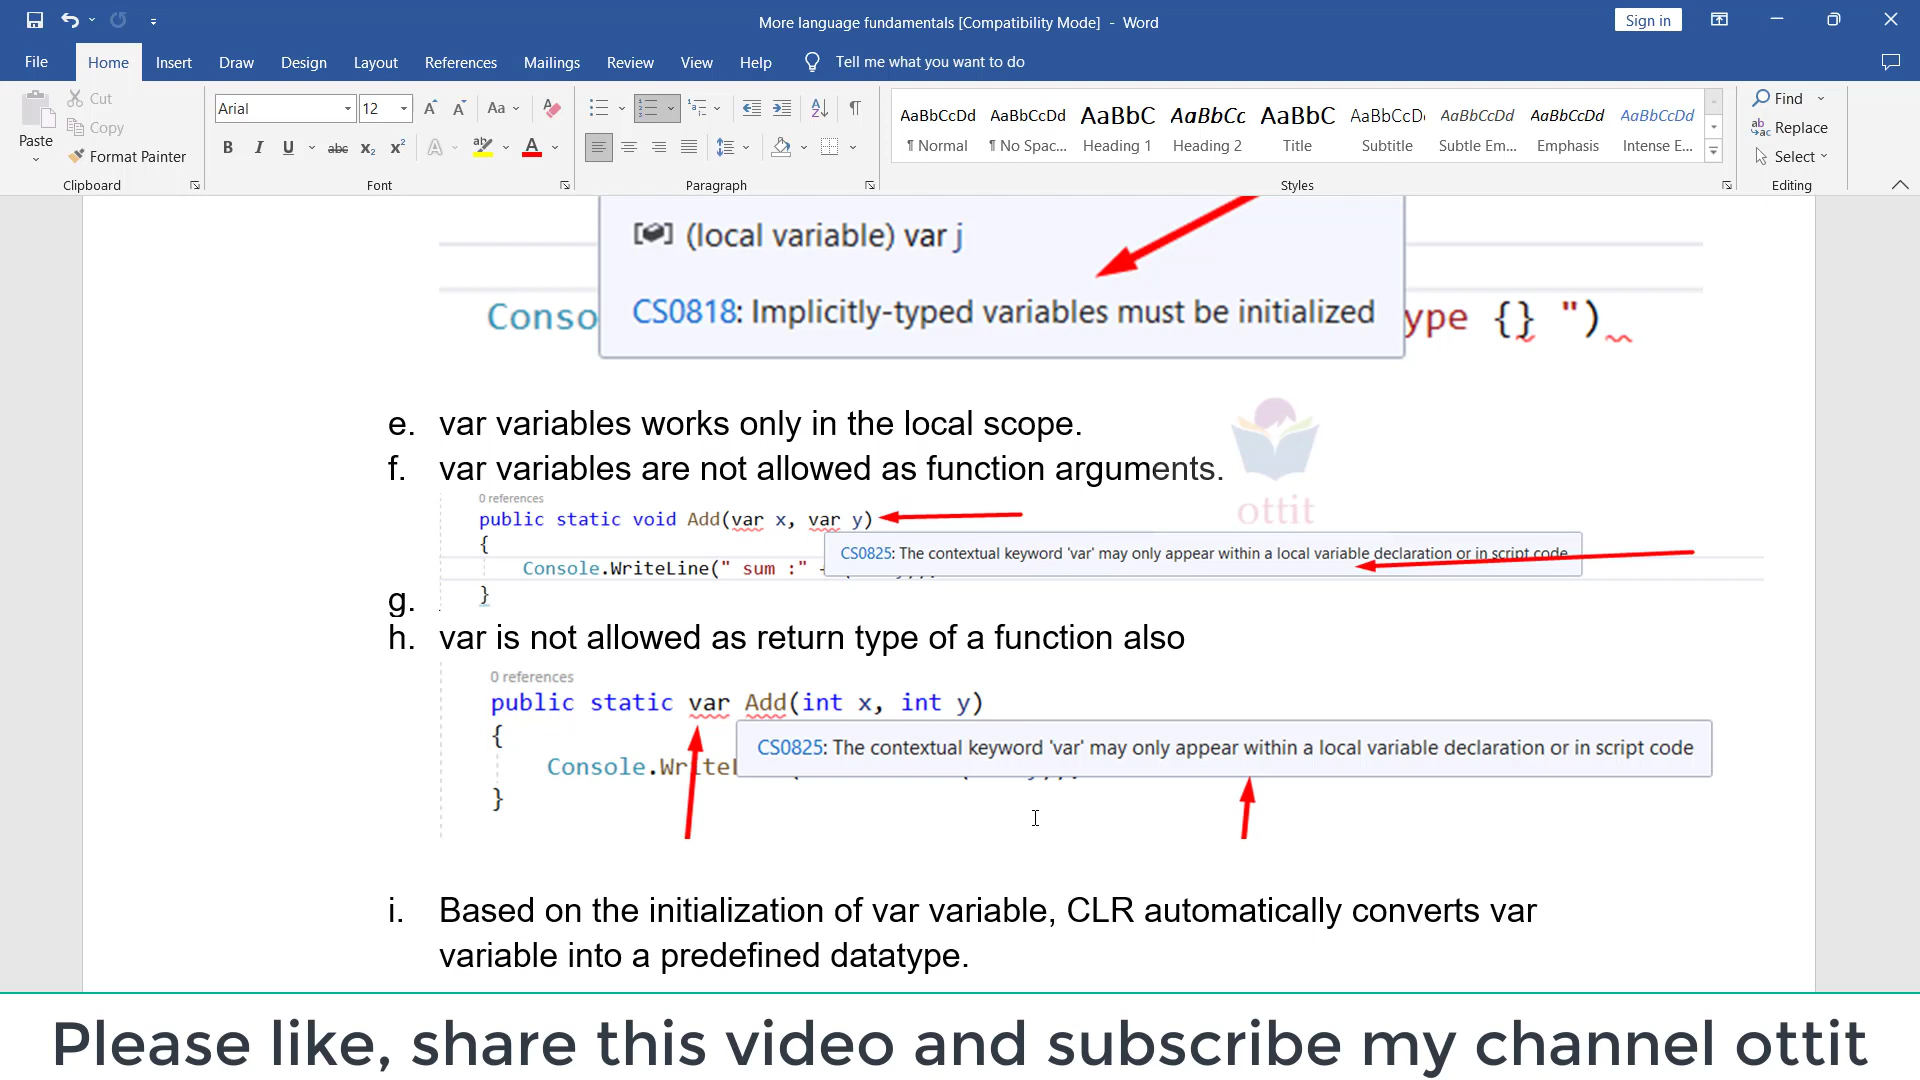 More language fundamentals [Compatibility Mode] - Word
Sign in
File Home Insert Draw Design Layout References Mailings Review View Help Tell me what you want to do
Paste
Cut
Copy
Format Painter
Clipboard
Arial 12
Font
Paragraph
AaBbCcDd AaBbCcDd AaBbC AaBbCc AaBbC AaBbCcD AaBbCcDd AaBbCcDd AaBbCcDd
¶ Normal ¶ No Spac... Heading 1 Heading 2 Title Subtitle Subtle Em... Emphasis Intense E...
Styles
Find
Replace
Select
Editing
(local variable) var j
CS0818: Implicitly-typed variables must be initialized
Conso ype {} ")
e. var variables works only in the local scope.
f. var variables are not allowed as function arguments.
ottit
0 references
public static void Add(var x, var y)
{
CS0825: The contextual keyword 'var' may only appear within a local variable declaration or in script code
Console.WriteLine(" sum :"
}
g.
h. var is not allowed as return type of a function also
0 references
public static var Add(int x, int y)
{
CS0825: The contextual keyword 'var' may only appear within a local variable declaration or in script code
Console.WriteL
}
i. Based on the initialization of var variable, CLR automatically converts var
variable into a predefined datatype.
Please like, share this video and subscribe my channel ottit